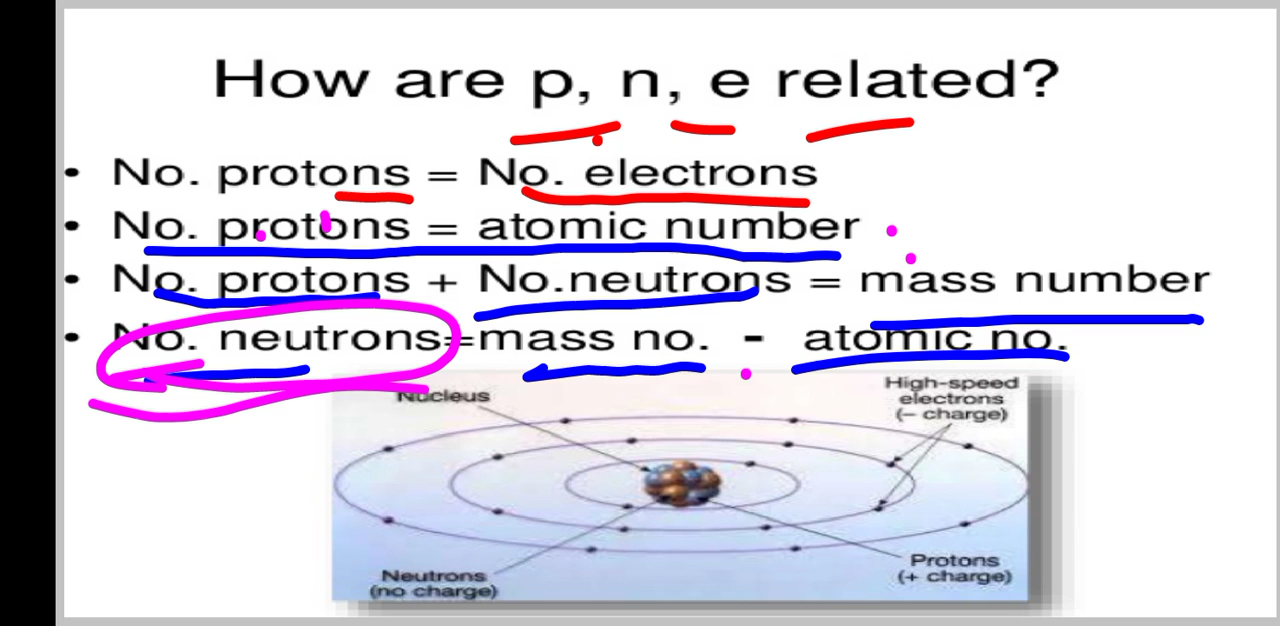 How are p, n, e related?
• No. protons = No. electrons
• No. protons = atomic number
• No. protons + No.neutrons = mass number
• No. neutrons=mass no. - atomic no.
Nucleus
High-speed
electrons
(– charge)
Neutrons
(no charge)
Protons
(+ charge)